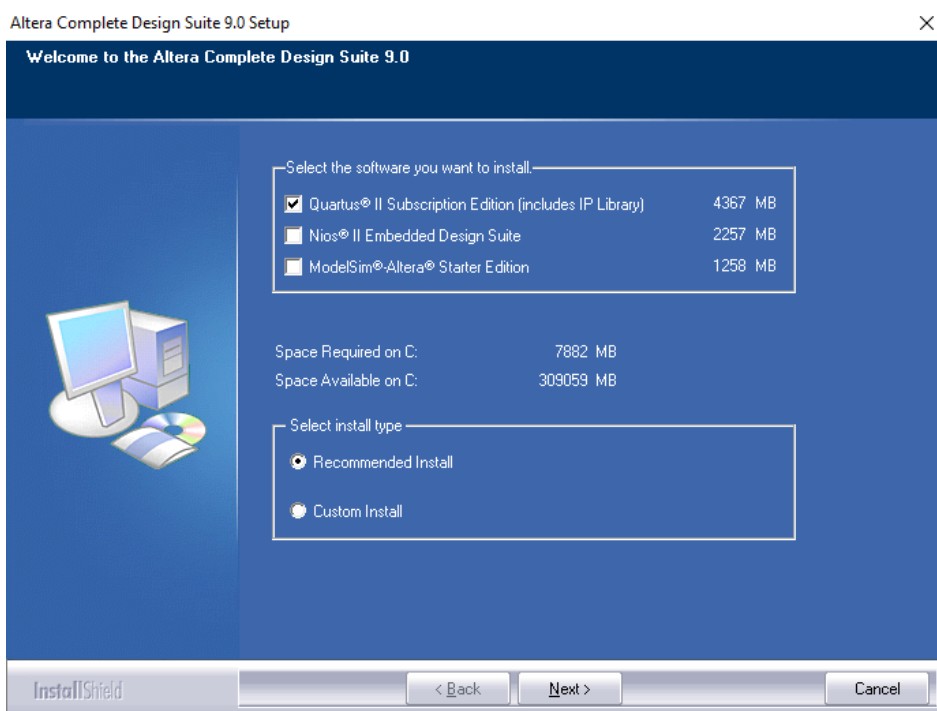 Altera Complete Design Suite 9.0 Setup
Welcome to the Altera Complete Design Suite 9.0
Select the software you want to install.
Quartus® II Subscription Edition (includes IP Library) 4367 MB
Nios® II Embedded Design Suite 2257 MB
ModelSim®-Altera® Starter Edition 1258 MB
Space Required on C: 7882 MB
Space Available on C: 309059 MB
Select install type
Recommended Install
Custom Install
InstallShield
< Back Next > Cancel